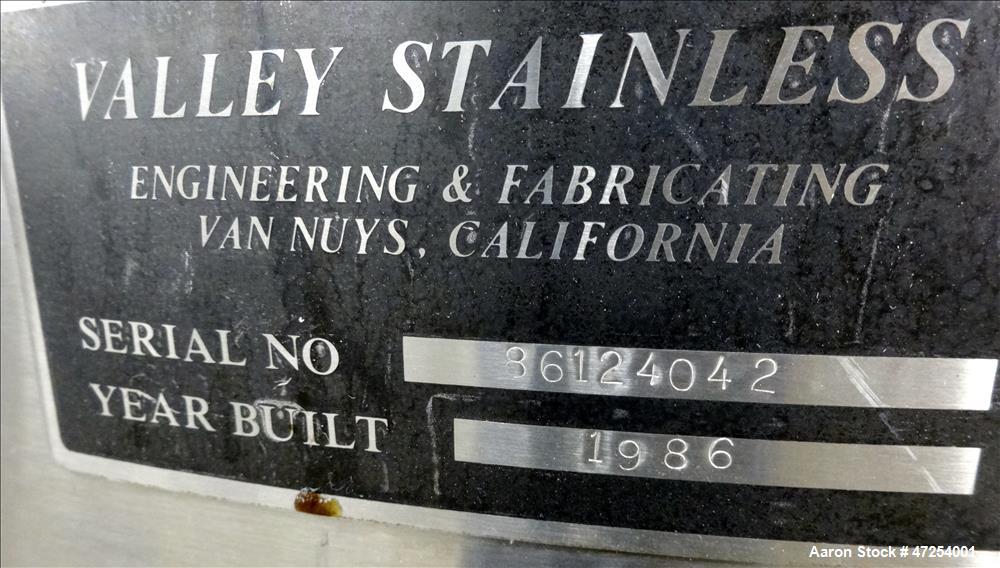 VALLEY STAINLESS
ENGINEERING & FABRICATING
VAN NUYS, CALIFORNIA
SERIAL NO 86124042
YEAR BUILT 1986
Aaron Stock # 47254001